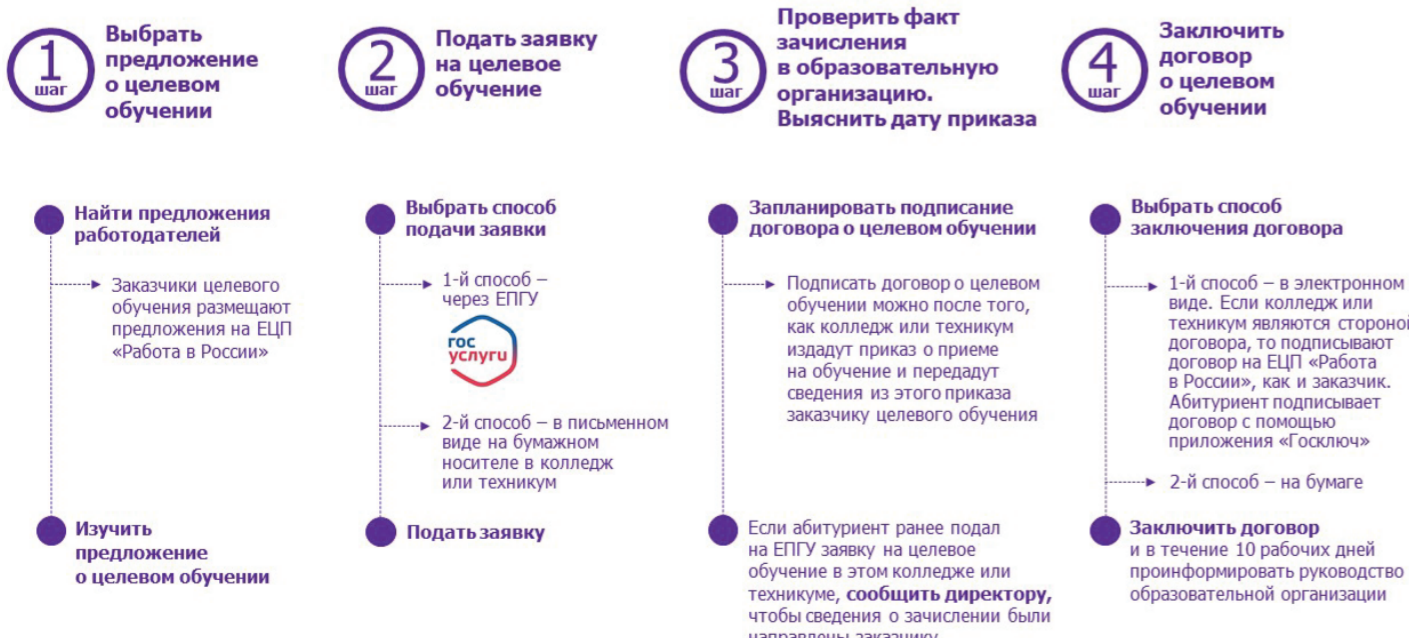 1
шаг
Выбрать
предложение
о целевом
обучении
2
шаг
Подать заявку
на целевое
обучение
3
шаг
Проверить факт
зачисления
в образовательную
организацию.
Выяснить дату приказа
4
шаг
Заключить
договор
о целевом
обучении
Найти предложения
работодателей
Заказчики целевого
обучения размещают
предложения на ЕЦП
«Работа в России»
Изучить
предложение
о целевом обучении
Выбрать способ
подачи заявки
1-й способ –
через ЕПГУ
гос
услуги
2-й способ – в письменном
виде на бумажном
носителе в колледж
или техникум
Подать заявку
Запланировать подписание
договора о целевом обучении
Подписать договор о целевом
обучении можно после того,
как колледж или техникум
издадут приказ о приеме
на обучение и передадут
сведения из этого приказа
заказчику целевого обучения
Если абитуриент ранее подал
на ЕПГУ заявку на целевое
обучение в этом колледже или
техникуме, сообщить директору,
чтобы сведения о зачислении были
направлены заказчику
Выбрать способ
заключения договора
1-й способ – в электронном
виде. Если колледж или
техникум являются стороной
договора, то подписывают
договор на ЕЦП «Работа
в России», как и заказчик.
Абитуриент подписывает
договор с помощью
приложения «Госключ»
2-й способ – на бумаге
Заключить договор
и в течение 10 рабочих дней
проинформировать руководство
образовательной организации